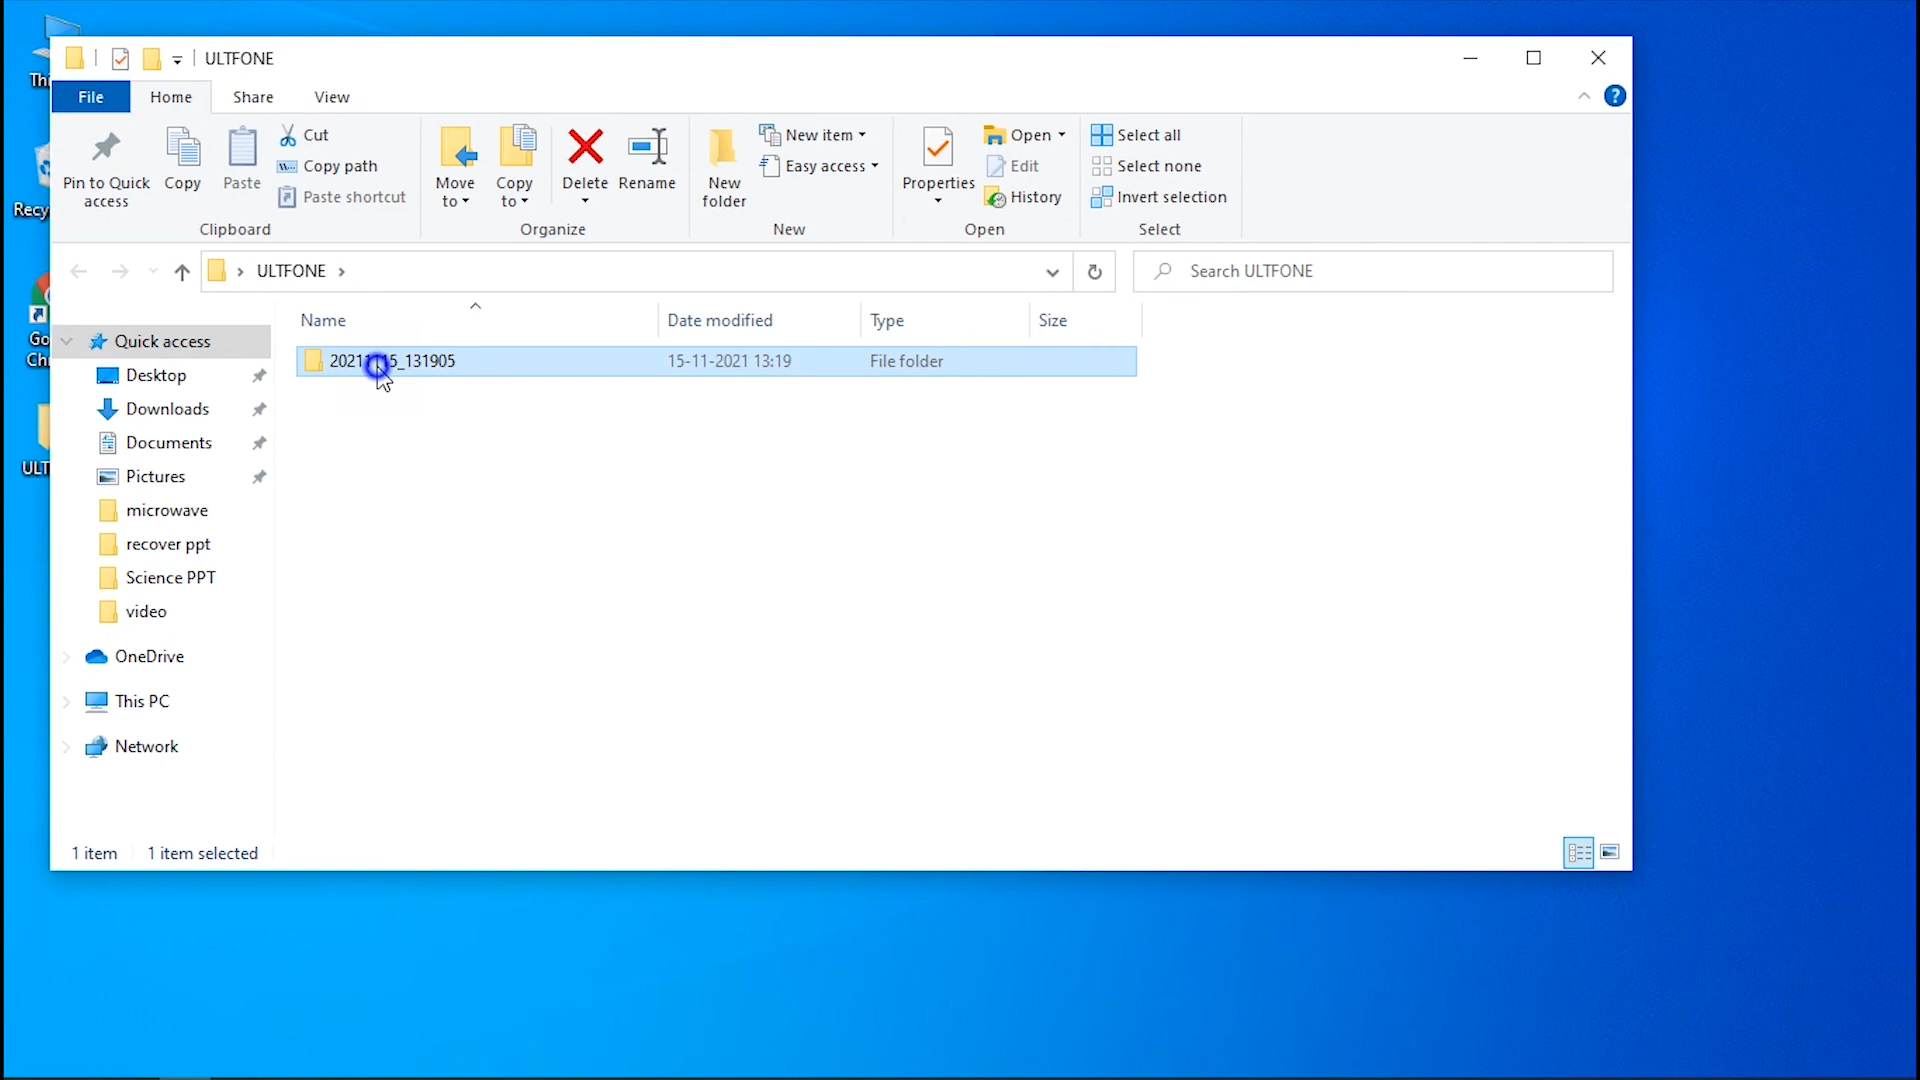 ULTFONE
File
Home
Share
View
Pin to Quick access
Copy
Paste
Cut
Copy path
Paste shortcut
Clipboard
Move to
Copy to
Delete
Rename
Organize
New folder
New item
Easy access
New
Properties
Open
Edit
History
Open
Select all
Select none
Invert selection
Select
ULTFONE
Search ULTFONE
Name
Date modified
Type
Size
15-11-2021 13:19
File folder
Quick access
Desktop
Downloads
Documents
Pictures
microwave
recover ppt
Science PPT
video
OneDrive
This PC
Network
1 item
1 item selected